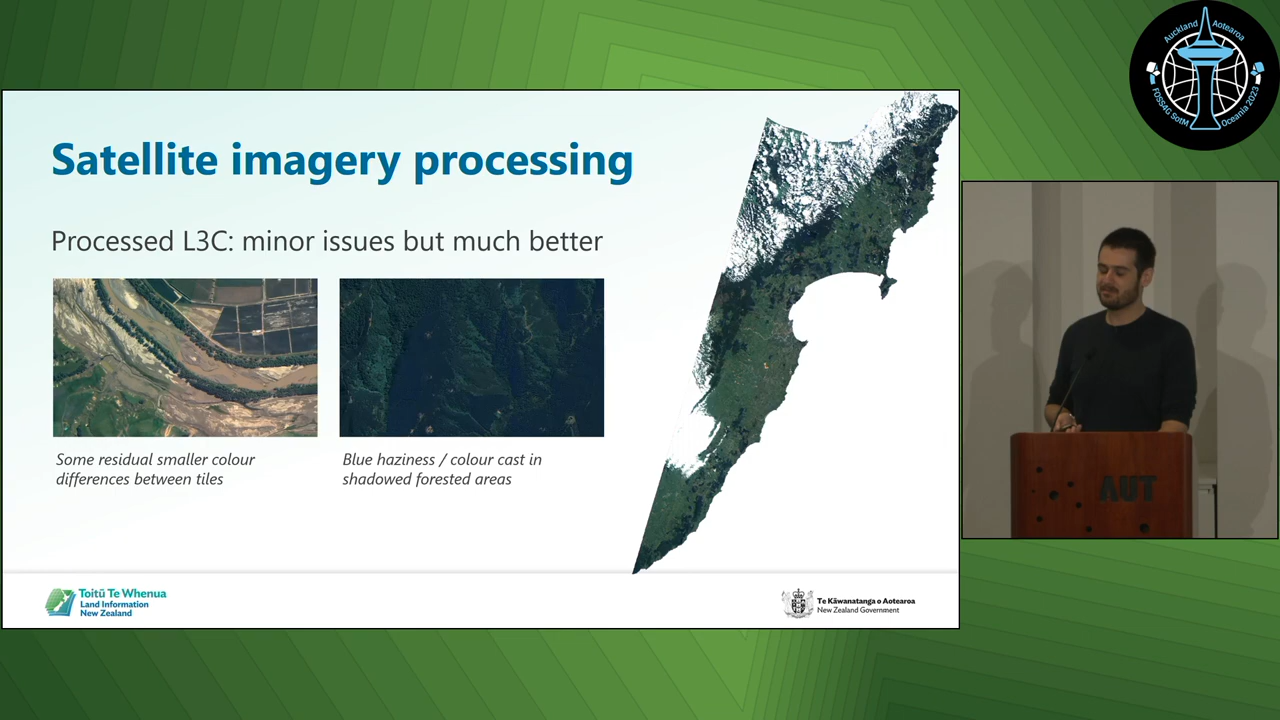 Auckland Aotearoa
FOSS4G SotM Oceania 2023
Satellite imagery processing
Processed L3C: minor issues but much better
Some residual smaller colour
differences between tiles
Blue haziness / colour cast in
shadowed forested areas
AUT
Toitū Te Whenua
Land Information
New Zealand
Te Kāwanatanga o Aotearoa
New Zealand Government